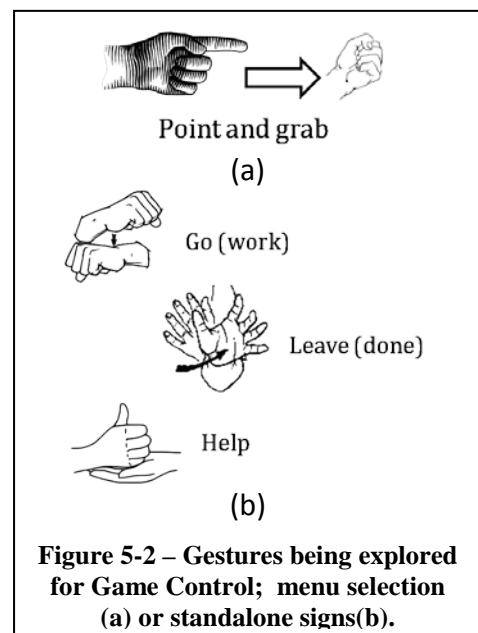 Point and grab
(a)
Go (work)
Leave (done)
Help
(b)
Figure 5-2 – Gestures being explored
for Game Control;  menu selection
(a) or standalone signs(b).